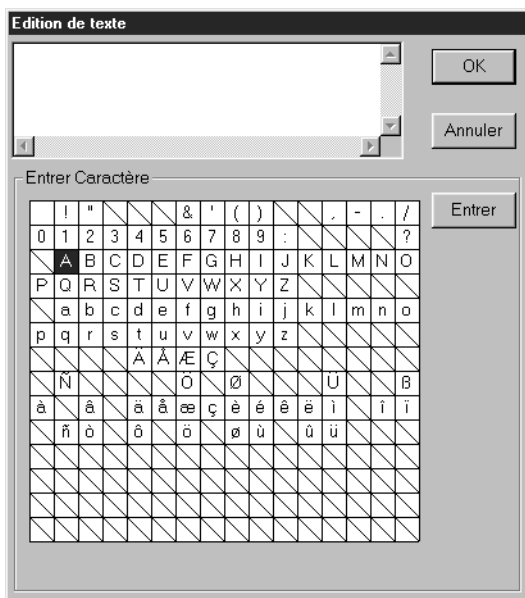 Edition de texte
OK
Annuler
Entrer Caractère
Entrer
! " & ' ( ) , - . /
0 1 2 3 4 5 6 7 8 9 : ?
A B C D E F G H I J K L M N O
P Q R S T U V W X Y Z
a b c d e f g h i j k l m n o
p q r s t u v w x y z
Ä Å Æ Ç
Ñ Ö Ø Ü ß
à â ä å æ ç è é ê ë ì î ï
ñ ò ô ö ø ù û ü